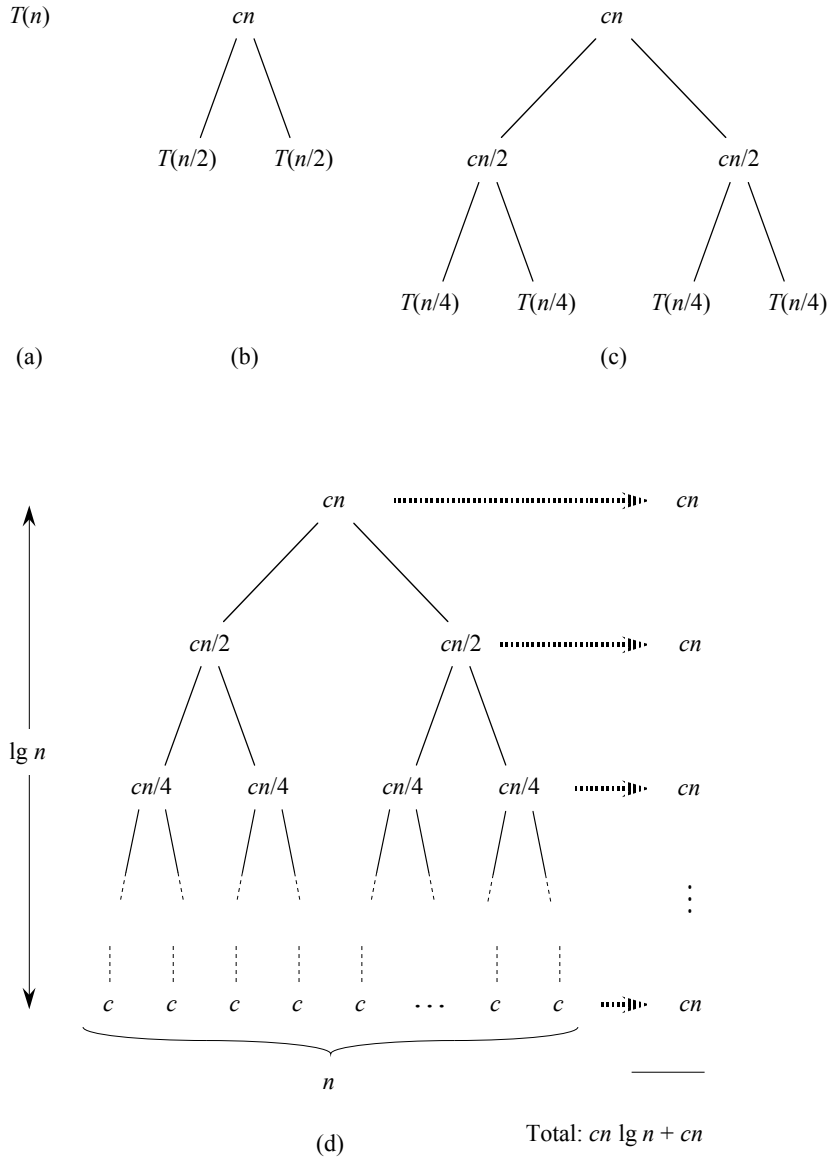 T(n) cn cn
T(n/2) T(n/2) cn/2 cn/2
T(n/4) T(n/4) T(n/4) T(n/4)
(a) (b) (c)
cn cn
cn/2 cn/2 cn
lg n
cn/4 cn/4 cn/4 cn/4 cn
⋮
c c c c c … c c cn
n
(d) Total: cn lg n + cn